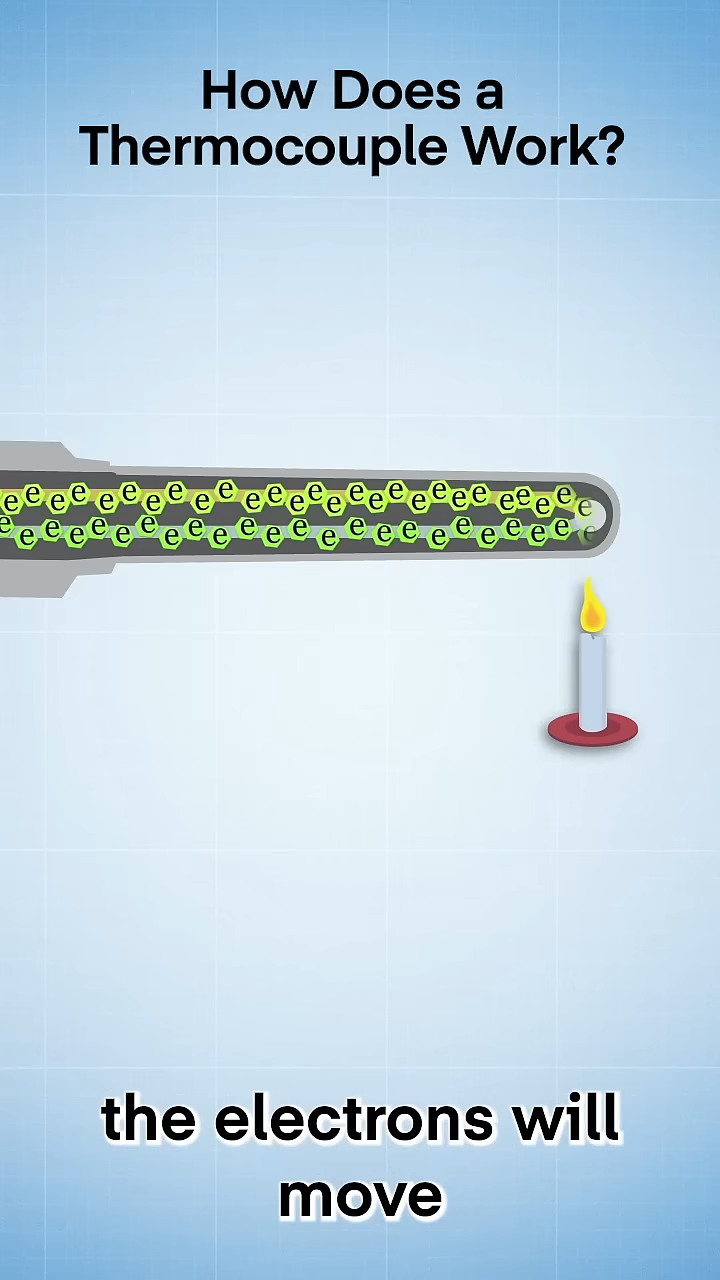 How Does a
Thermocouple Work?
e e e e e e e e e e e e e e e e e e e e e e e e e
e e e e e e e e e e e e e e e e e e e e e e e e
the electrons will
move